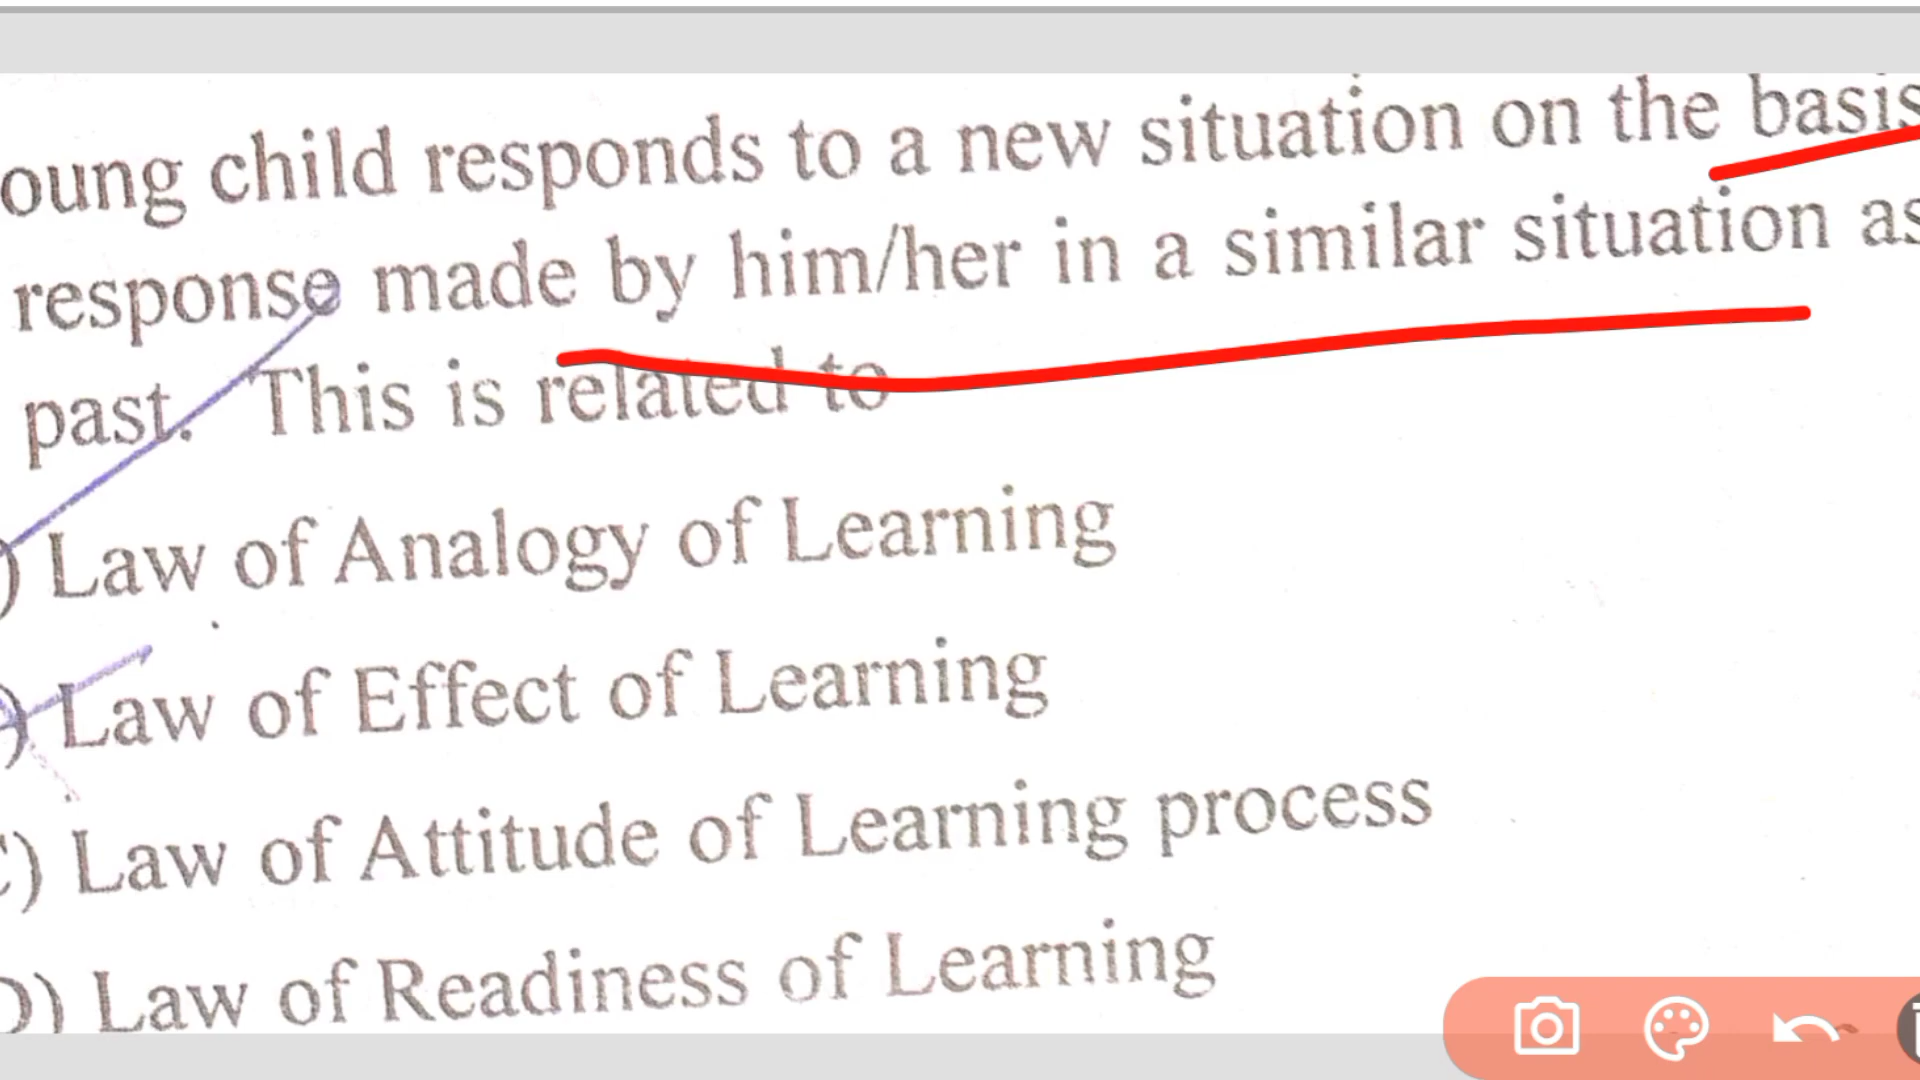 oung child responds to a new situation on the basis
response made by him/her in a similar situation as
past. This is related to
) Law of Analogy of Learning
) Law of Effect of Learning
C) Law of Attitude of Learning process
D) Law of Readiness of Learning